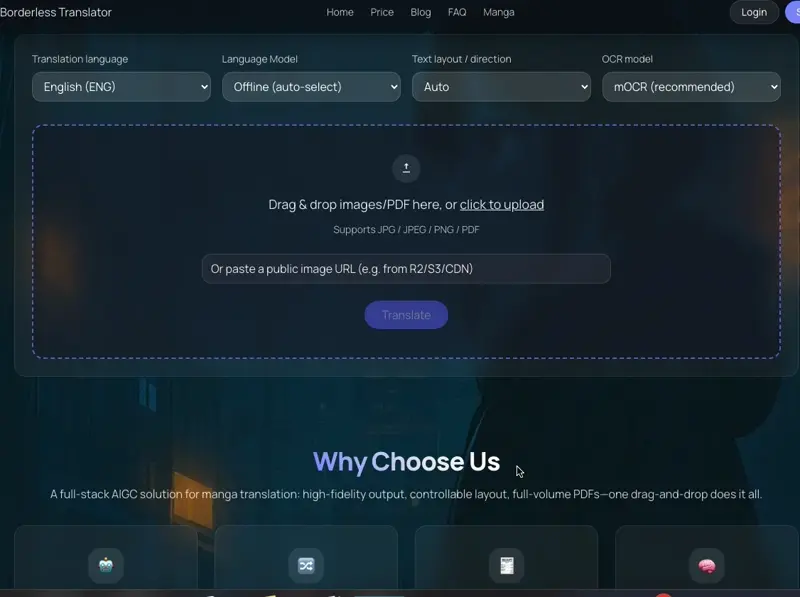 Borderless Translator
Home Price Blog FAQ Manga
Login
Translation language Language Model Text layout / direction OCR model
English (ENG) Offline (auto-select) Auto mOCR (recommended)
Drag & drop images/PDF here, or click to upload
Supports JPG / JPEG / PNG / PDF
Or paste a public image URL (e.g. from R2/S3/CDN)
Translate
Why Choose Us
A full-stack AIGC solution for manga translation: high-fidelity output, controllable layout, full-volume PDFs—one drag-and-drop does it all.